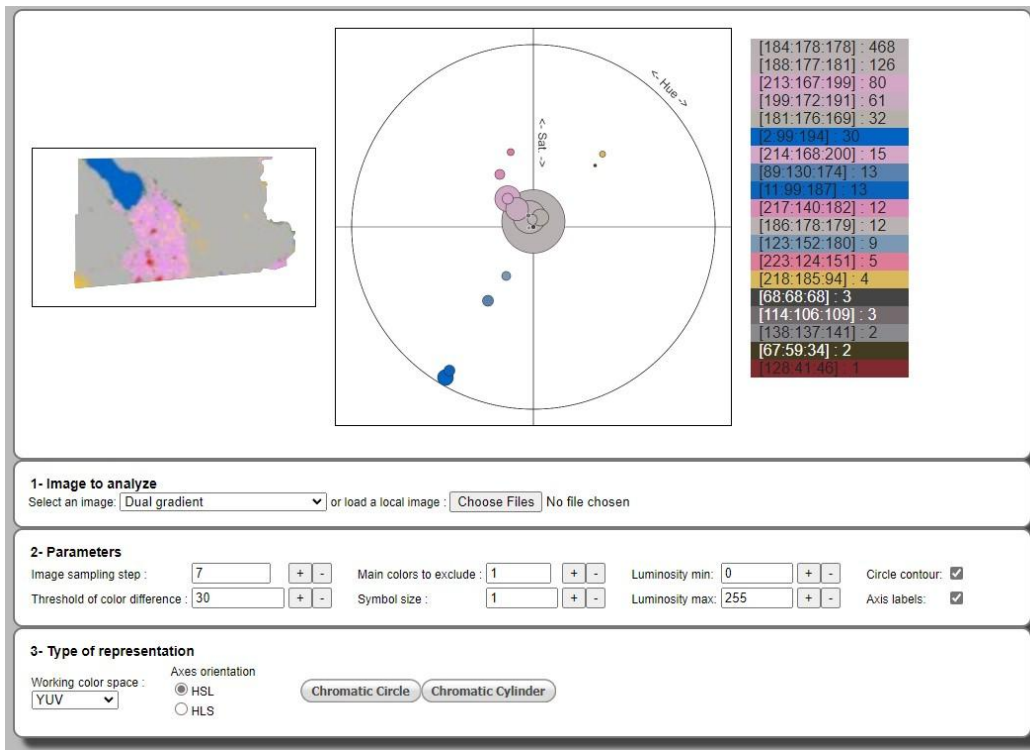 <- Hue ->
<- Sat. ->
[184:178:178] : 468
[188:177:181] : 126
[213:167:199] : 80
[199:172:191] : 61
[181:176:169] : 32
[2:99:194] : 30
[214:168:200] : 15
[89:130:174] : 13
[11:99:187] : 13
[217:140:182] : 12
[186:178:179] : 12
[123:152:180] : 9
[223:124:151] : 5
[218:185:94] : 4
[68:68:68] : 3
[114:106:109] : 3
[138:137:141] : 2
[67:59:34] : 2
[128:41:46] : 1
1- Image to analyze
Select an image: Dual gradient or load a local image : Choose Files No file chosen
2- Parameters
Image sampling step : 7 + - Main colors to exclude : 1 + - Luminosity min: 0 + - Circle contour:
Threshold of color difference : 30 + - Symbol size : 1 + - Luminosity max: 255 + - Axis labels:
3- Type of representation
Axes orientation
Working color space :
HSL Chromatic Circle Chromatic Cylinder
YUV
HLS